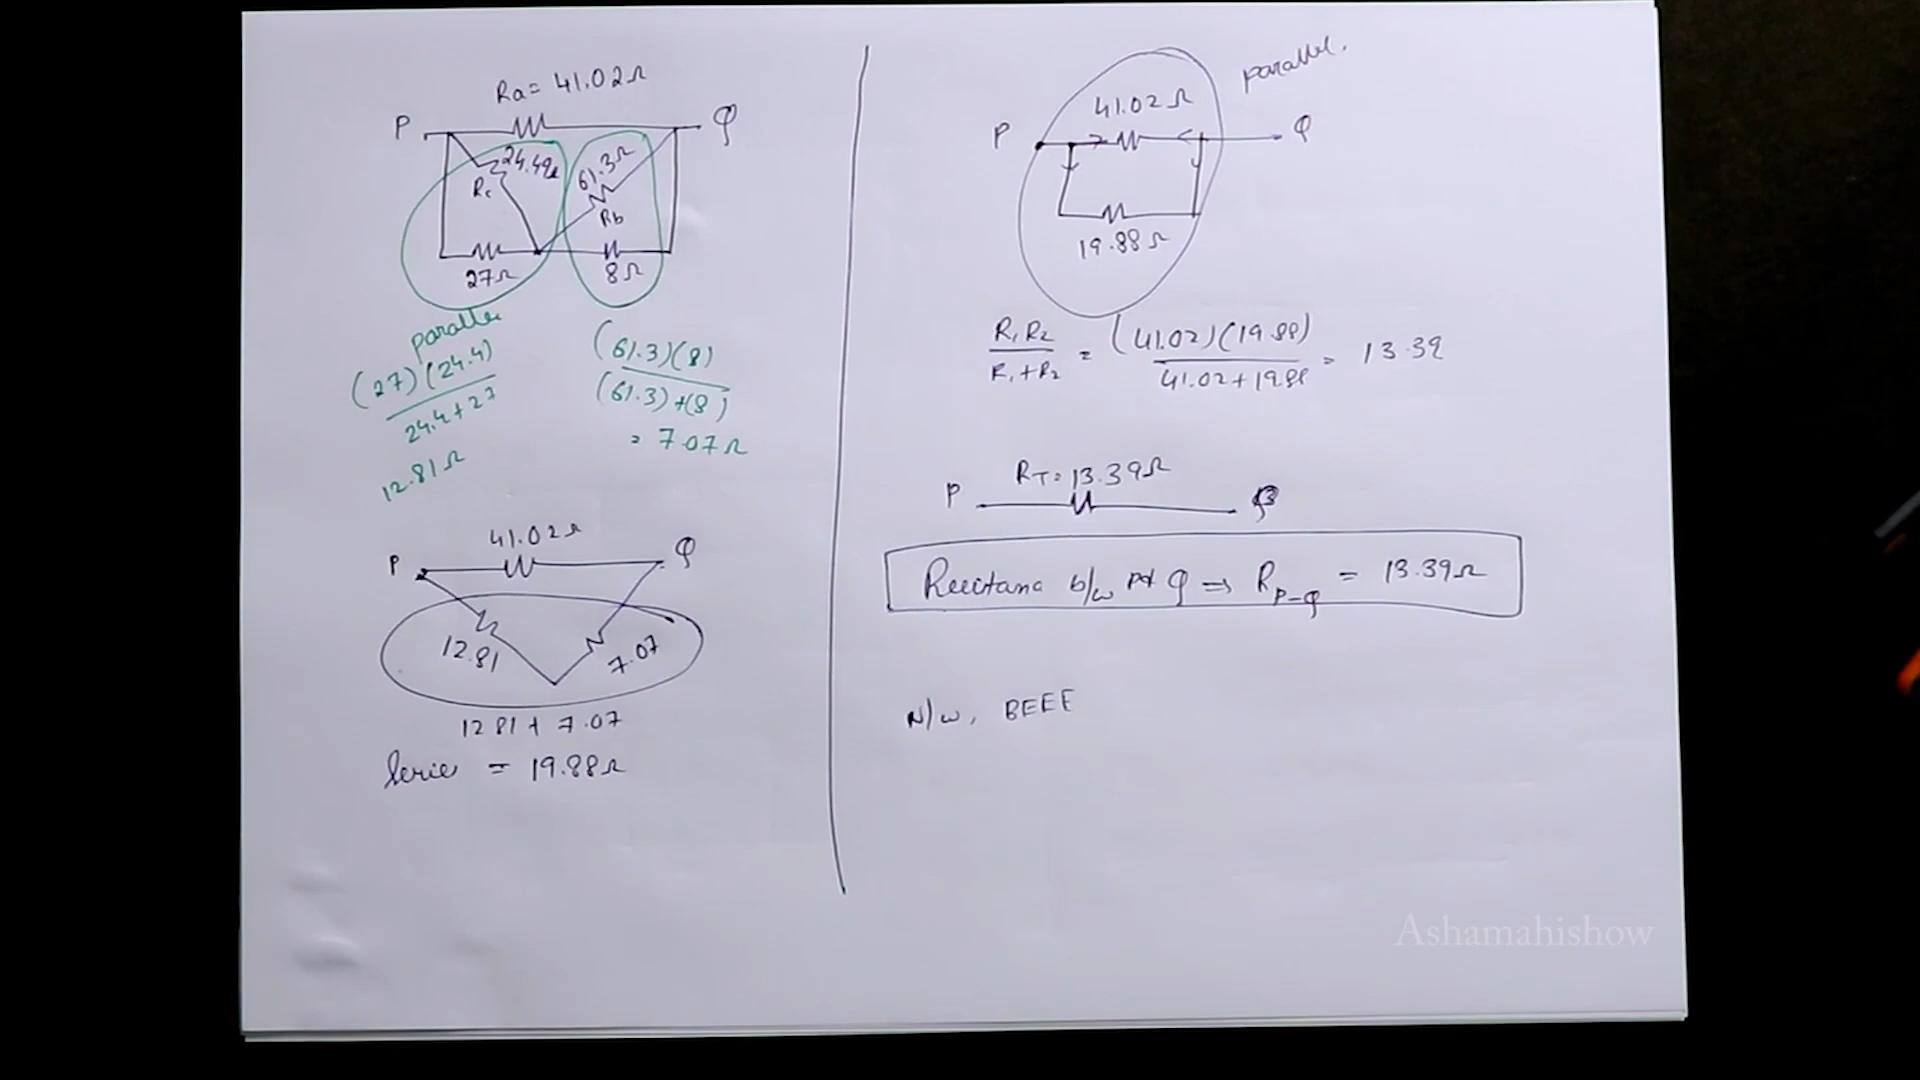 Ra = 41.02Ω
P
Q
24.4Ω
61.3Ω
Rc
Rb
27Ω
8Ω
parallel
(27)(24.4)
24.4+27
12.81Ω
(61.3)(8)
(61.3)+(8)
= 7.07Ω
41.02Ω
P
Q
12.81
7.07
12.81 + 7.07
Serie = 19.88Ω
parallel.
41.02Ω
P
Q
19.88Ω
R1R2 = (41.02)(19.88) = 13.39
R1+R2 41.02+19.88
RT = 13.39Ω
P
b/w P & Q ⇒ RP-Q = 13.39Ω
N/w, BEEE
Ashamahishow